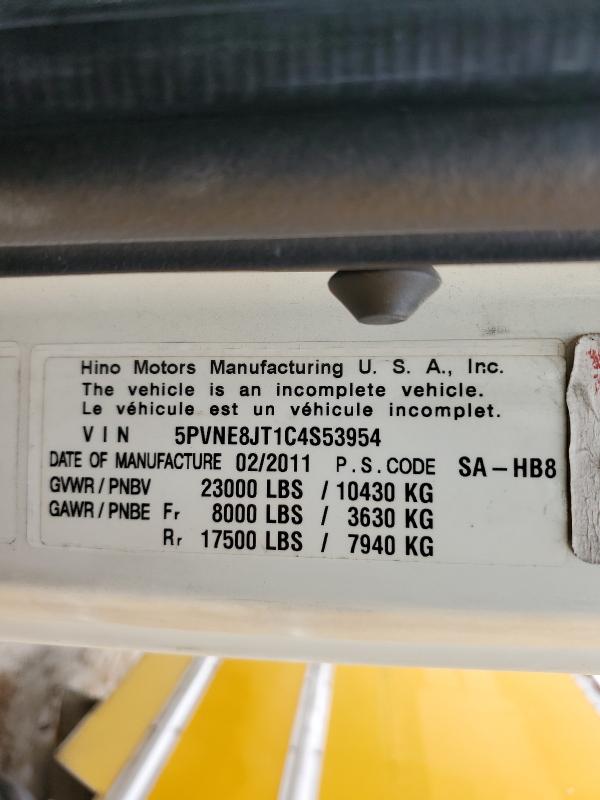 Hino Motors Manufacturing U. S. A., Inc.
The vehicle is an incomplete vehicle.
Le véhicule est un véhicule incomplet.
VIN 5PVNE8JT1C4S53954
DATE OF MANUFACTURE 02/2011 P.S.CODE SA-HB8
GVWR/PNBV 23000 LBS / 10430 KG
GAWR/PNBE Fr 8000 LBS / 3630 KG
Rr 17500 LBS / 7940 KG